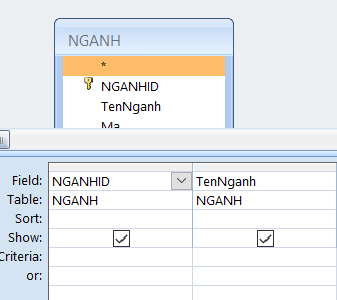 NGANH
*
NGANHID
TenNganh
Ma
Field: NGANHID TenNganh
Table: NGANH NGANH
Sort:
Show:
Criteria:
or: